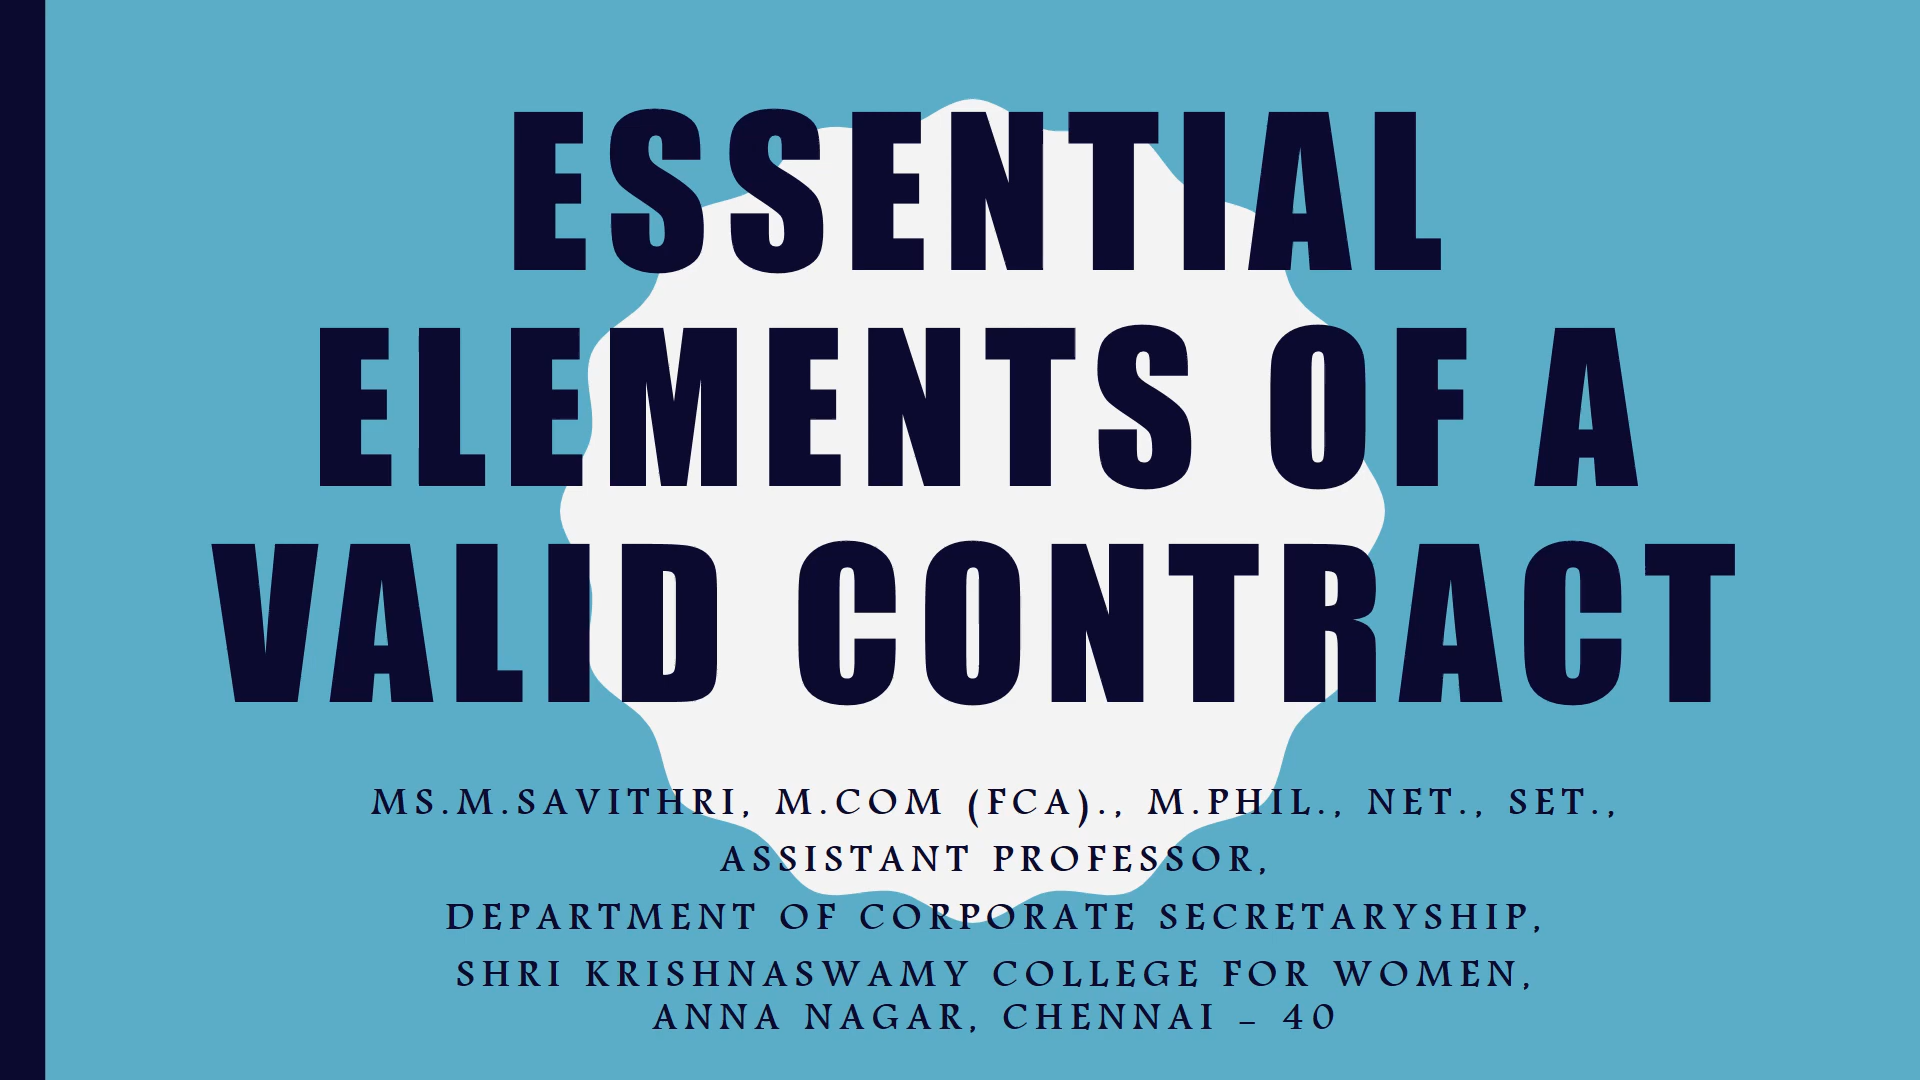 ESSENTIAL
ELEMENTS OF A
VALID CONTRACT
MS.M.SAVITHRI, M.COM (FCA)., M.PHIL., NET., SET.,
ASSISTANT PROFESSOR,
DEPARTMENT OF CORPORATE SECRETARYSHIP,
SHRI KRISHNASWAMY COLLEGE FOR WOMEN,
ANNA NAGAR, CHENNAI – 40